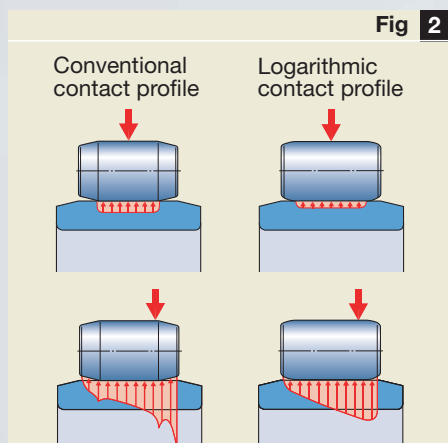 Fig 2
Conventional
contact profile
Logarithmic
contact profile